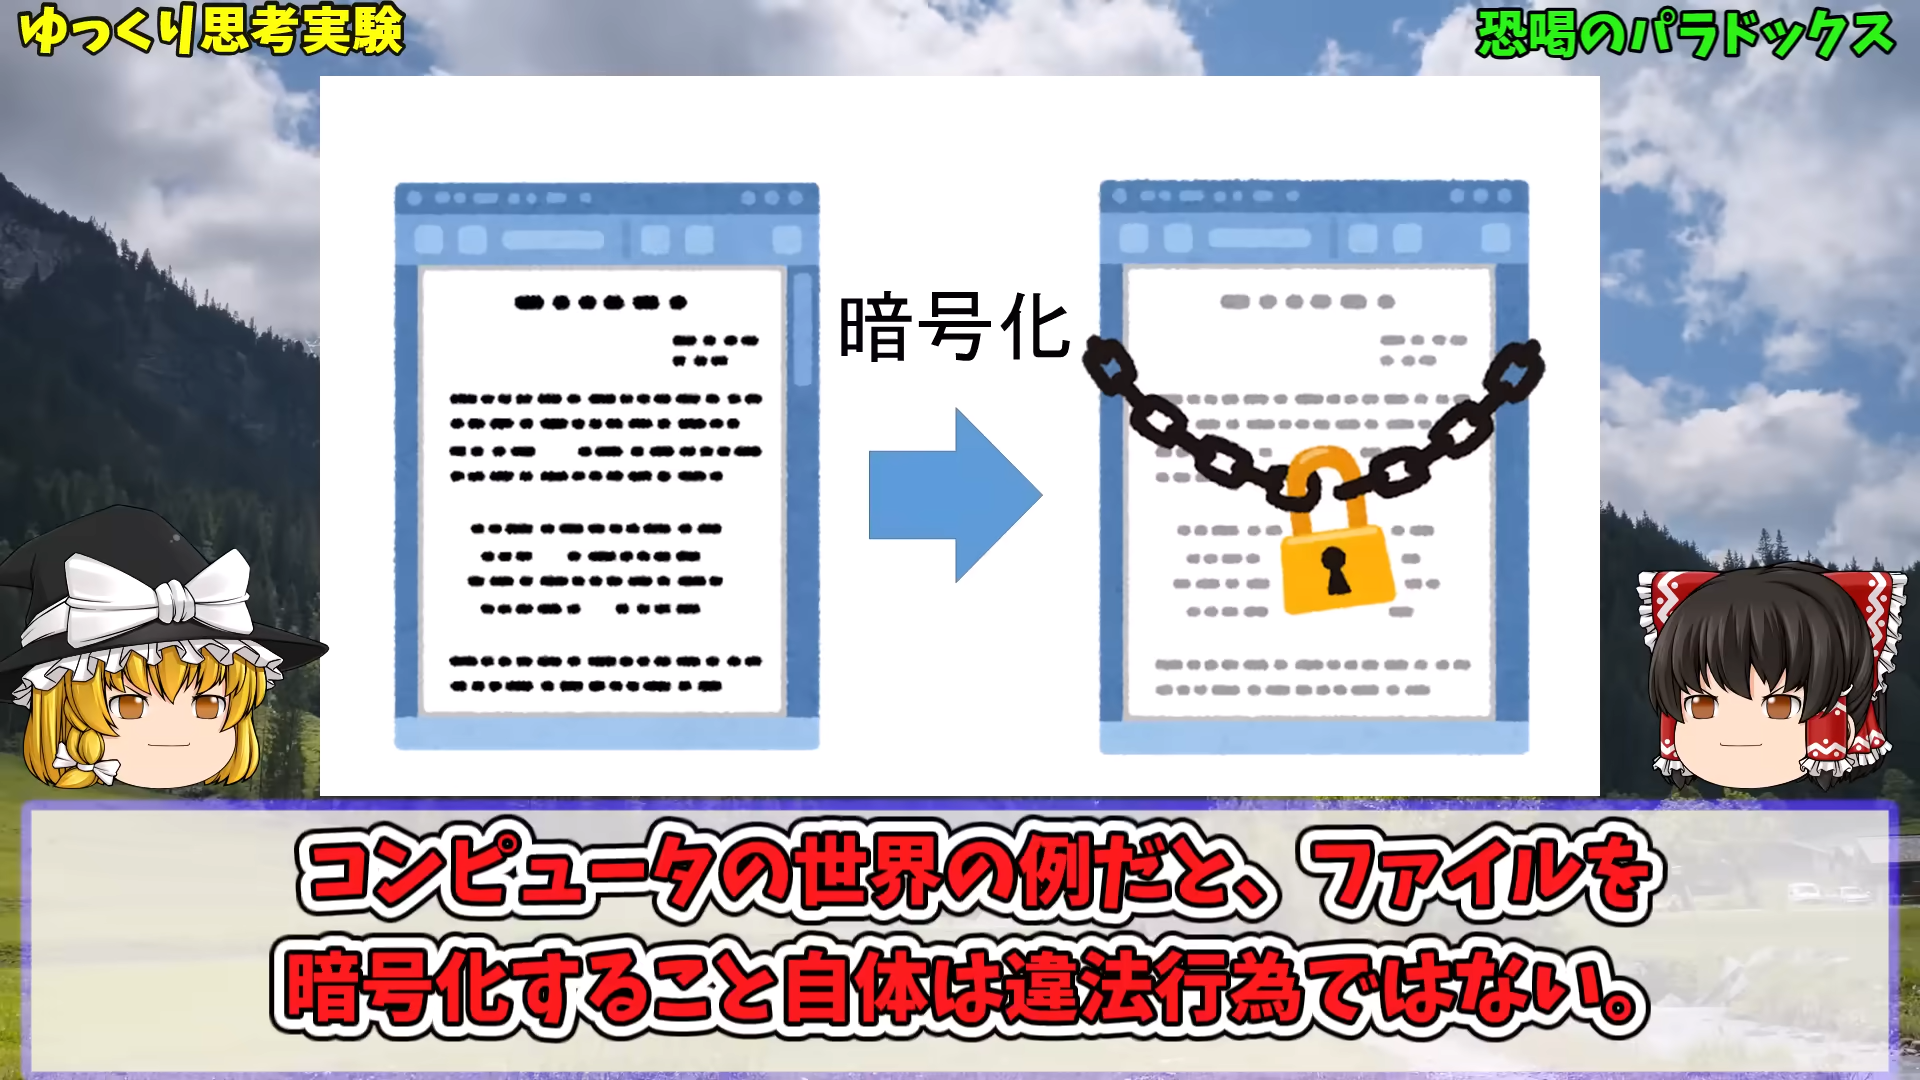 ゆっくり思考実験
恐喝のパラドックス
暗号化
コンピュータの世界の例だと、ファイルを
暗号化すること自体は違法行為ではない。